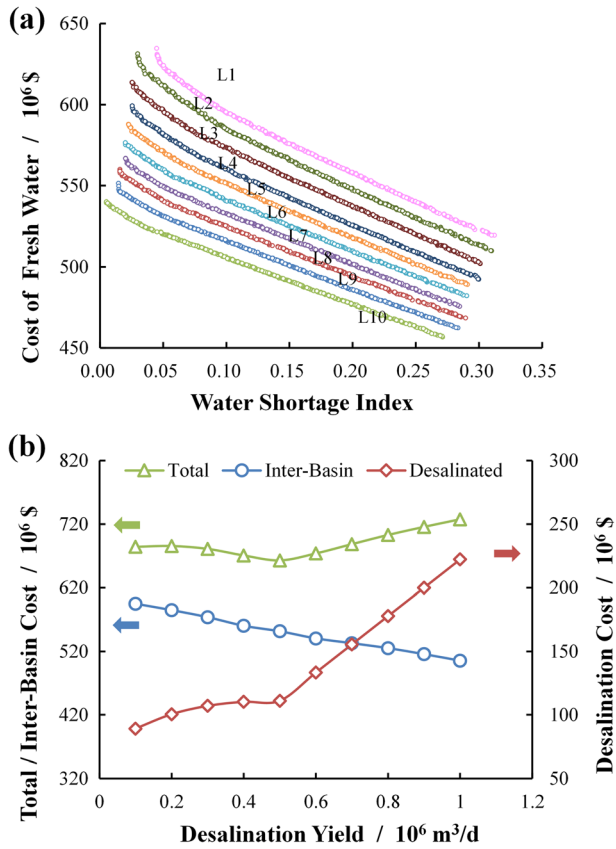 (a)
650
600
550
500
450
Cost of Fresh Water / 10⁶ $
L1
L2
L3
L4
L5
L6
L7
L8
L9
L10
0.00 0.05 0.10 0.15 0.20 0.25 0.30 0.35
Water Shortage Index
(b)
820
720
620
520
420
320
Total / Inter-Basin Cost / 10⁶ $
Total Inter-Basin Desalinated
300
250
200
150
100
50
Desalination Cost / 10⁶ $
0 0.2 0.4 0.6 0.8 1 1.2
Desalination Yield / 10⁶ m³/d